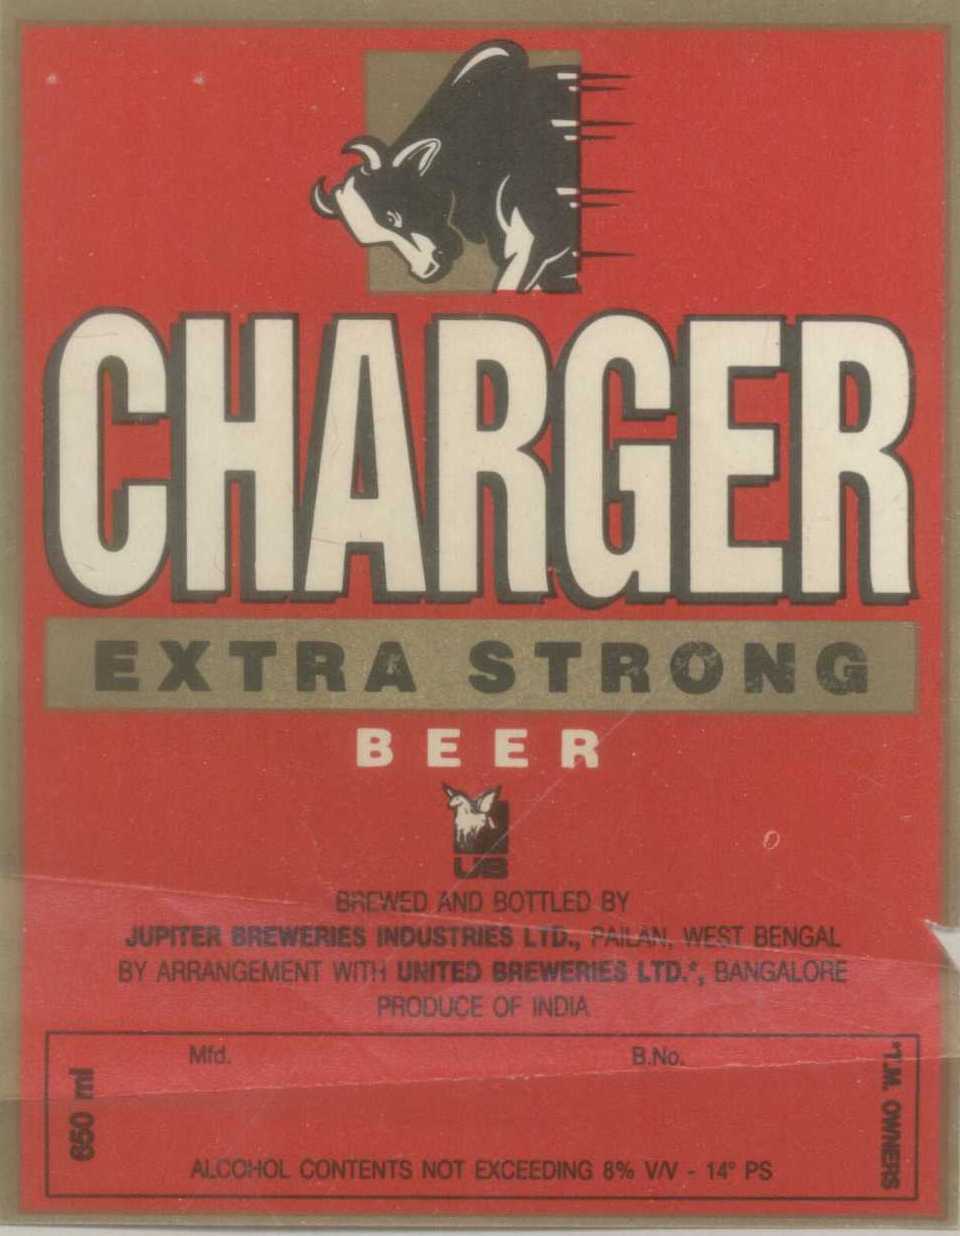 CHARGER
EXTRA STRONG
BEER
UB
BREWED AND BOTTLED BY
JUPITER BREWERIES INDUSTRIES LTD., PAILAN, WEST BENGAL
BY ARRANGEMENT WITH UNITED BREWERIES LTD.*, BANGALORE
PRODUCE OF INDIA
Mfd. B.No.
650 ml
*T.M. OWNERS
ALCOHOL CONTENTS NOT EXCEEDING 8% V/V - 14° PS